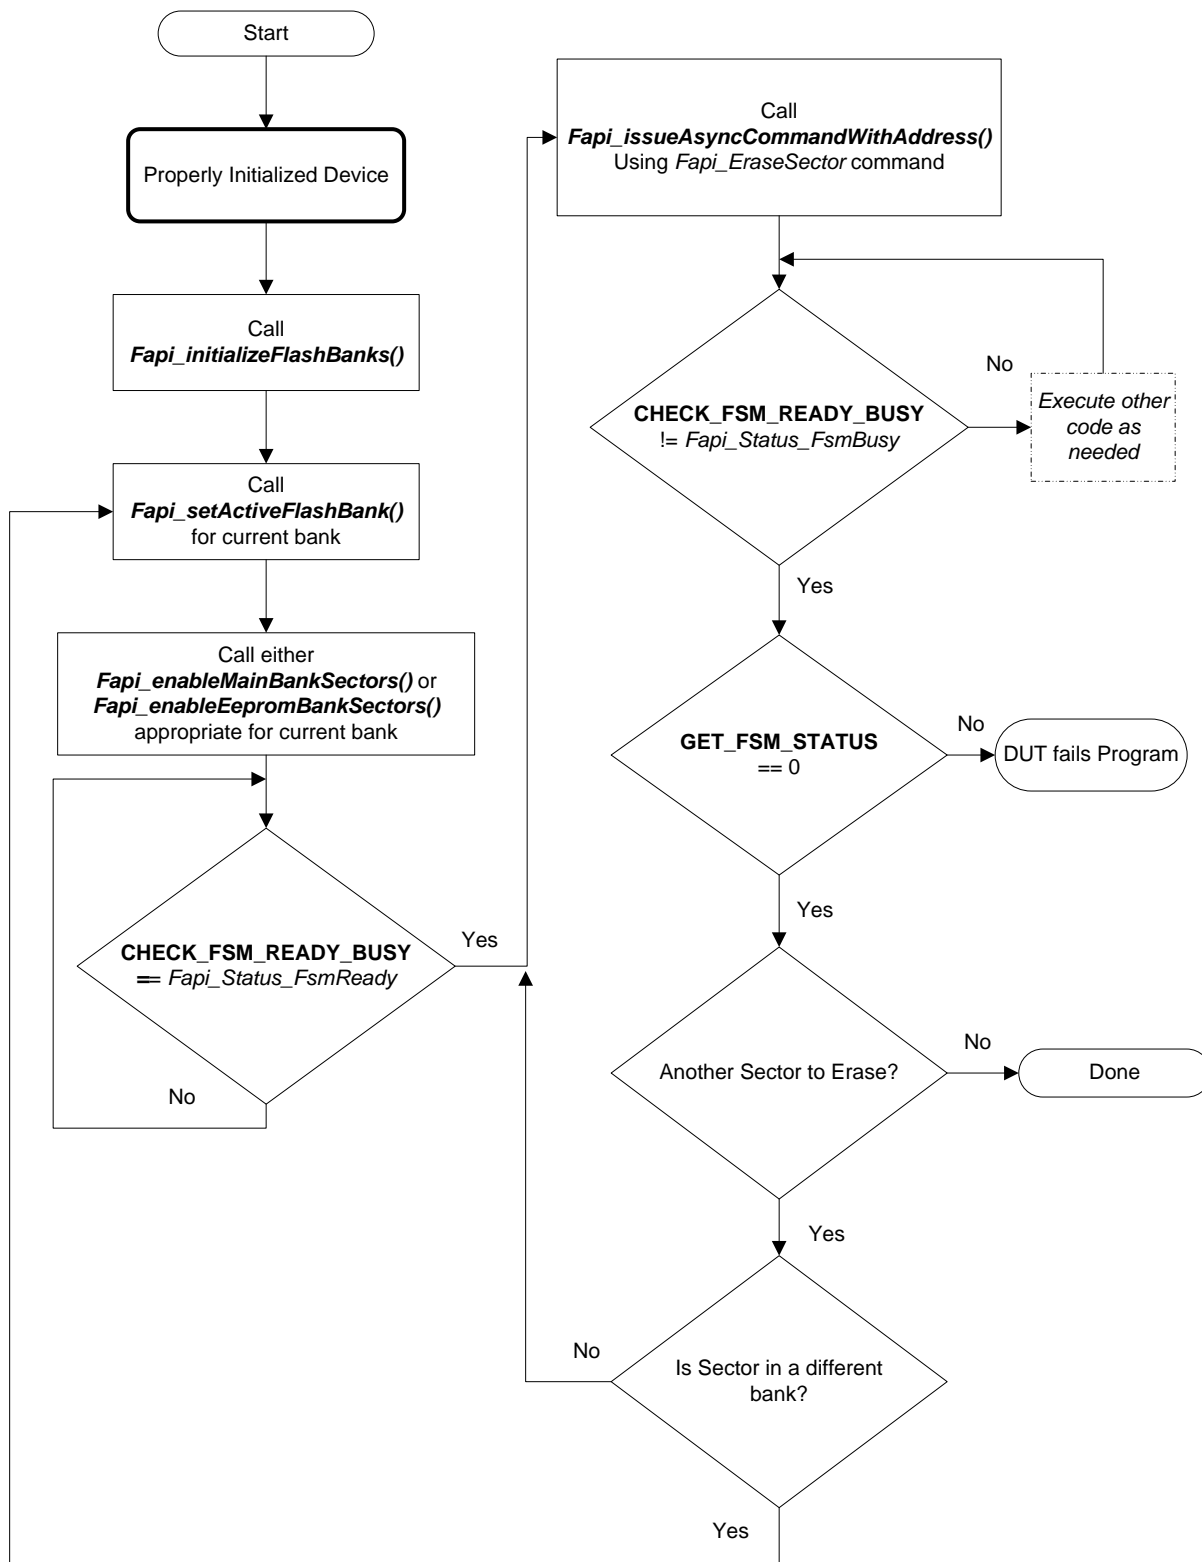 Start
Properly Initialized Device
Call
Fapi_initializeFlashBanks()
Call
Fapi_setActiveFlashBank()
for current bank
Call either
Fapi_enableMainBankSectors() or
Fapi_enableEepromBankSectors()
appropriate for current bank
CHECK_FSM_READY_BUSY
== Fapi_Status_FsmReady
Yes
No
Call
Fapi_issueAsyncCommandWithAddress()
Using Fapi_EraseSector command
CHECK_FSM_READY_BUSY
!= Fapi_Status_FsmBusy
No
Execute other
code as
needed
Yes
GET_FSM_STATUS
== 0
No
DUT fails Program
Yes
Another Sector to Erase?
No
Done
Yes
Is Sector in a different
bank?
No
Yes